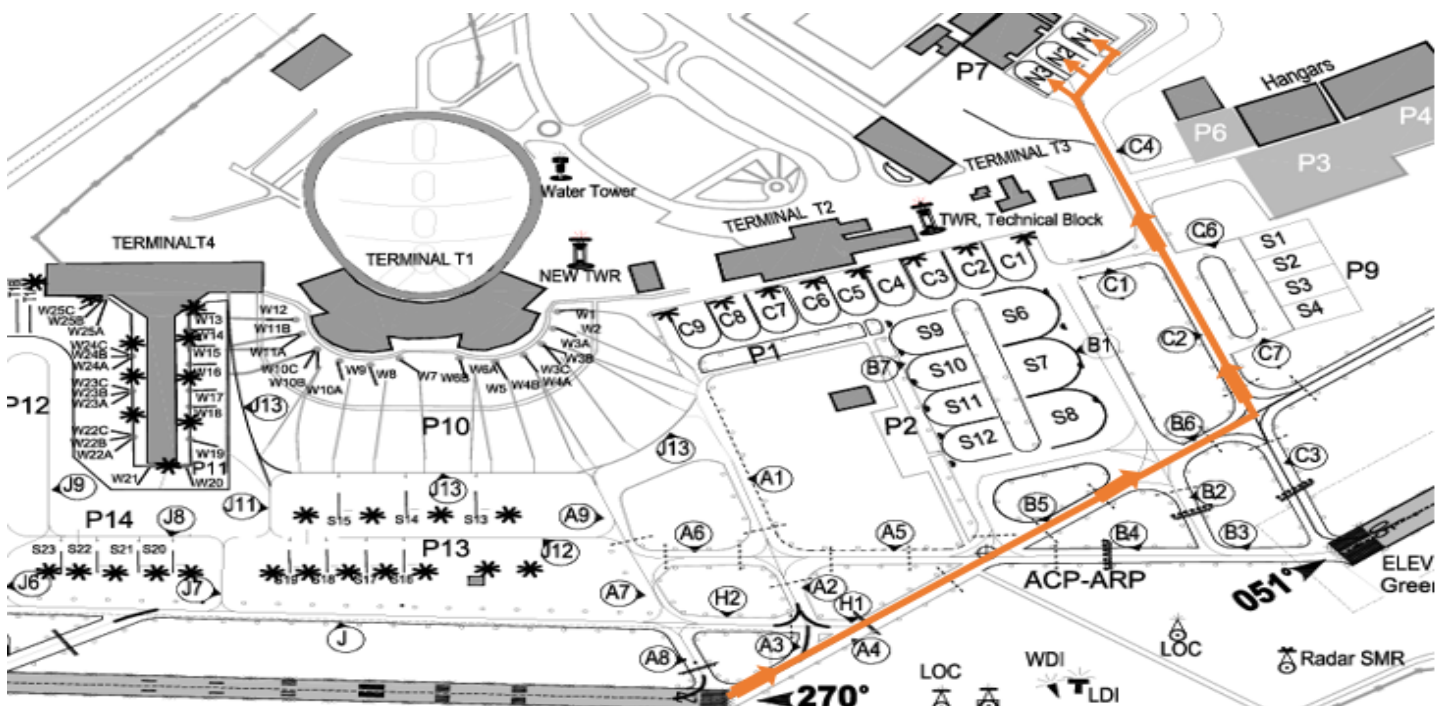 N1
N2
N3
P7
Hangars
P6
P4
P3
C4
TERMINAL T3
Water Tower
TERMINAL T2
TWR, Technical Block
TERMINALT4
TERMINAL T1
NEW TWR
C6
S1
S2
S3
S4
P9
C1
C2
C3
C4
C5
C6
C7
C8
C9
C1
W25C
W25B
W25A
W13
W14
W15
W16
W17
W18
W19
W20
W21
W24C
W24B
W24A
W23C
W23B
W23A
W22C
W22B
W22A
P11
P12
W12
W11B
W11A
W10C
W10B
W10A
W9
W8
W7
W6B
W6A
W5
W4B
W4A
W3C
W3B
W3A
W2
W1
P1
S9
S10
S11
S12
S6
S7
S8
B7
B1
C2
C7
J13
P10
J13
P2
B6
A1
J9
J11
J13
C3
B2
B5
B4
B3
P14
J8
S15
S14
S13
A9
A6
A5
P13
J12
S23
S22
S21
S20
S19
S18
S17
S16
J6
J7
A7
H2
A2
H1
ACP-ARP
051°
ELEV
Green
J
A8
A3
A4
LOC
WDI
LDI
LOC
Radar SMR
270°